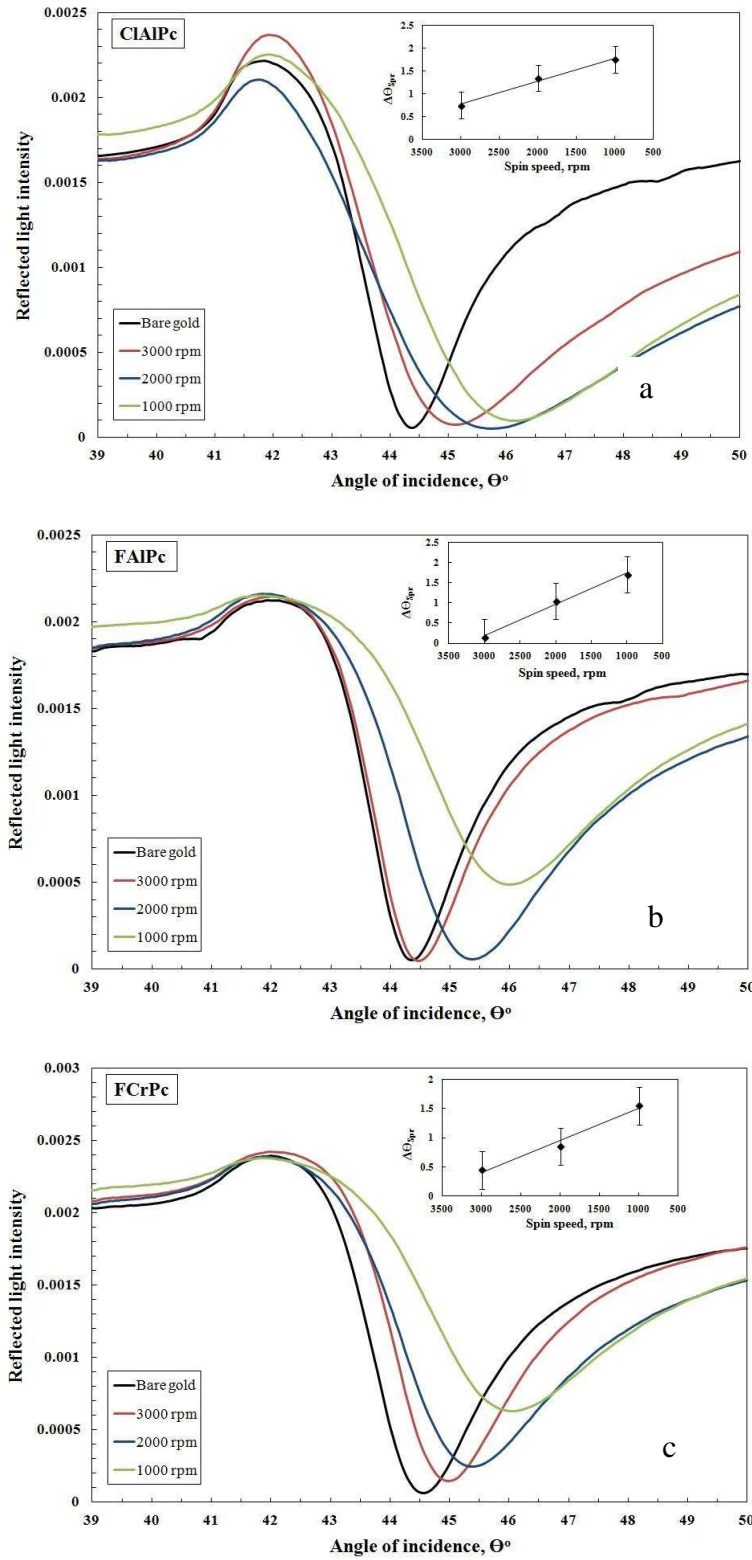 ClAlPc
0.0025
0.002
0.0015
0.001
0.0005
0
Reflected light intensity
2.5
2
1.5
1
0.5
0
ΔΘSpr
3500 3000 2500 2000 1500 1000 500
Spin speed, rpm
Bare gold
3000 rpm
2000 rpm
1000 rpm
a
39 40 41 42 43 44 45 46 47 48 49 50
Angle of incidence, Θº
FAlPc
0.0025
0.002
0.0015
0.001
0.0005
0
Reflected light intensity
2.5
2
1.5
1
0.5
0
ΔΘSpr
3500 3000 2500 2000 1500 1000 500
Spin speed, rpm
Bare gold
3000 rpm
2000 rpm
1000 rpm
b
39 40 41 42 43 44 45 46 47 48 49 50
Angle of incidence, Θº
FCrPc
0.003
0.0025
0.002
0.0015
0.001
0.0005
0
Reflected light intensity
2
1.5
1
0.5
0
ΔΘSpr
3500 3000 2500 2000 1500 1000 500
Spin speed, rpm
Bare gold
3000 rpm
2000 rpm
1000 rpm
c
39 40 41 42 43 44 45 46 47 48 49 50
Angle of incidence, Θº